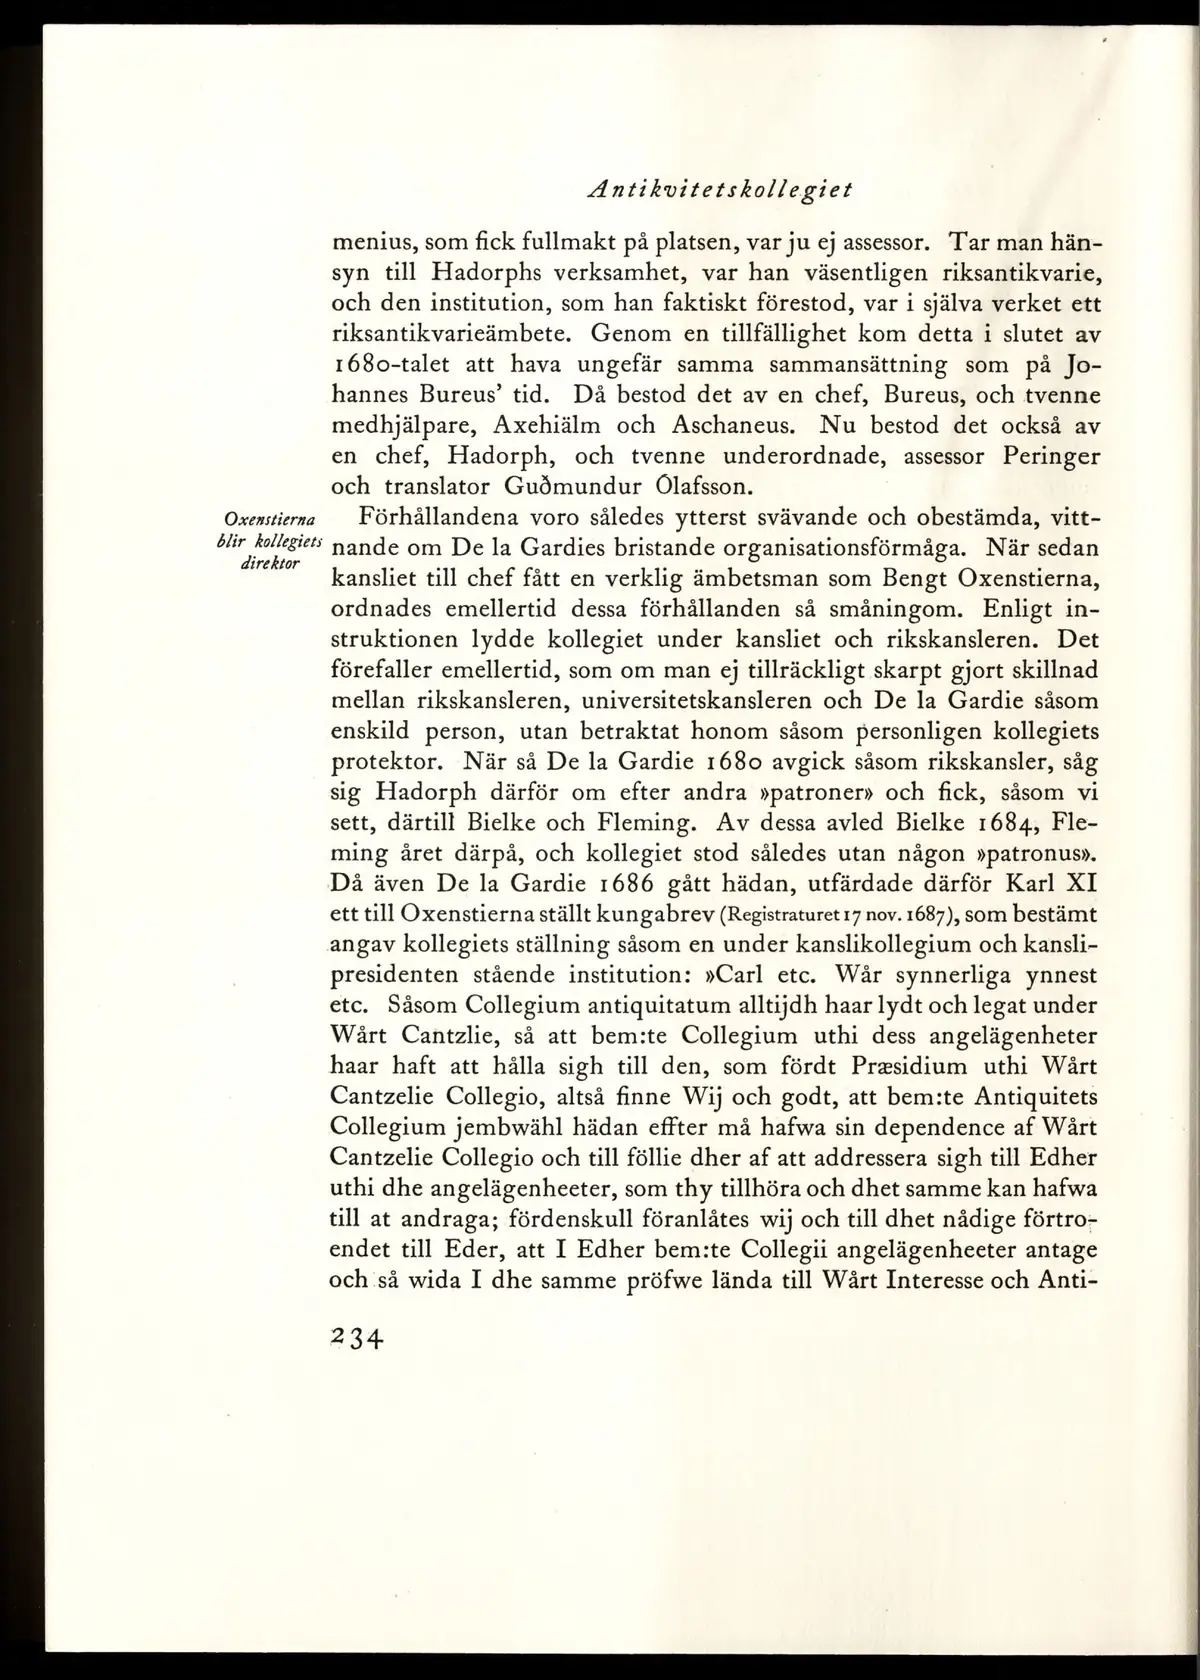 Antikvitetskollegiet
menius, som fick fullmakt på platsen, var ju ej assessor. Tar man hän-
syn till Hadorphs verksamhet, var han väsentligen riksantikvarie,
och den institution, som han faktiskt förestod, var i själva verket ett
riksantikvarieämbete. Genom en tillfällighet kom detta i slutet av
1680-talet att hava ungefär samma sammansättning som på Jo-
hannes Bureus’ tid. Då bestod det av en chef, Bureus, och tvenne
medhjälpare, Axehiälm och Aschaneus. Nu bestod det också av
en chef, Hadorph, och tvenne underordnade, assessor Peringer
och translator Guðmundur Ólafsson.
Oxenstierna
blir kollegiets
direktor
Förhållandena voro således ytterst svävande och obestämda, vitt-
nande om De la Gardies bristande organisationsförmåga. När sedan
kansliet till chef fått en verklig ämbetsman som Bengt Oxenstierna,
ordnades emellertid dessa förhållanden så småningom. Enligt in-
struktionen lydde kollegiet under kansliet och rikskansleren. Det
förefaller emellertid, som om man ej tillräckligt skarpt gjort skillnad
mellan rikskansleren, universitetskansleren och De la Gardie såsom
enskild person, utan betraktat honom såsom personligen kollegiets
protektor. När så De la Gardie 1680 avgick såsom rikskansler, såg
sig Hadorph därför om efter andra »patroner» och fick, såsom vi
sett, därtill Bielke och Fleming. Av dessa avled Bielke 1684, Fle-
ming året därpå, och kollegiet stod således utan någon »patronus».
Då även De la Gardie 1686 gått hädan, utfärdade därför Karl XI
ett till Oxenstierna ställt kungabrev (Registraturet 17 nov. 1687), som bestämt
angav kollegiets ställning såsom en under kanslikollegium och kansli-
presidenten stående institution: »Carl etc. Wår synnerliga ynnest
etc. Såsom Collegium antiquitatum alltijdh haar lydt och legat under
Wårt Cantzlie, så att bem:te Collegium uthi dess angelägenheter
haar haft att hålla sigh till den, som fördt Præsidium uthi Wårt
Cantzelie Collegio, altså finne Wij och godt, att bem:te Antiquitets
Collegium jembwähl hädan effter må hafwa sin dependence af Wårt
Cantzelie Collegio och till föllie dher af att addressera sigh till Edher
uthi dhe angelägenheeter, som thy tillhöra och dhet samme kan hafwa
till at andraga; fördenskull föranlåtes wij och till dhet nådige förtro-
endet till Eder, att I Edher bem:te Collegii angelägenheeter antage
och så wida I dhe samme pröfwe lända till Wårt Interesse och Anti-
234